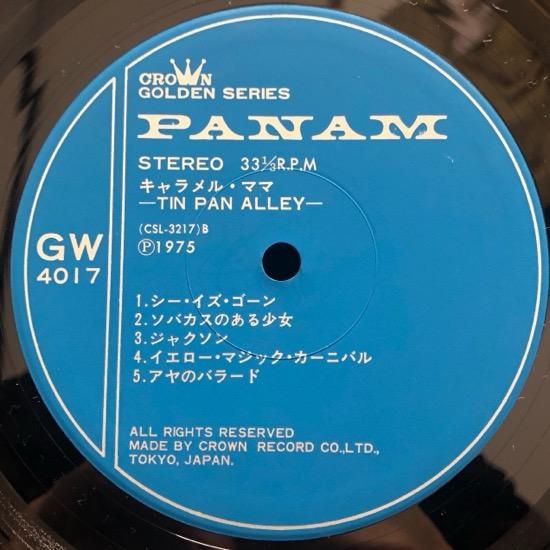 CROWN
GOLDEN SERIES
PANAM
STEREO 33⅓R.P.M
キャラメル・ママ
—TIN PAN ALLEY—
(CSL-3217)B
Ⓟ1975
GW
4017
1.シー・イズ・ゴーン
2.ソバカスのある少女
3.ジャクソン
4.イエロー・マジック・カーニバル
5.アヤのバラード
ALL RIGHTS RESERVED
MADE BY CROWN RECORD CO.,LTD.,
TOKYO, JAPAN.